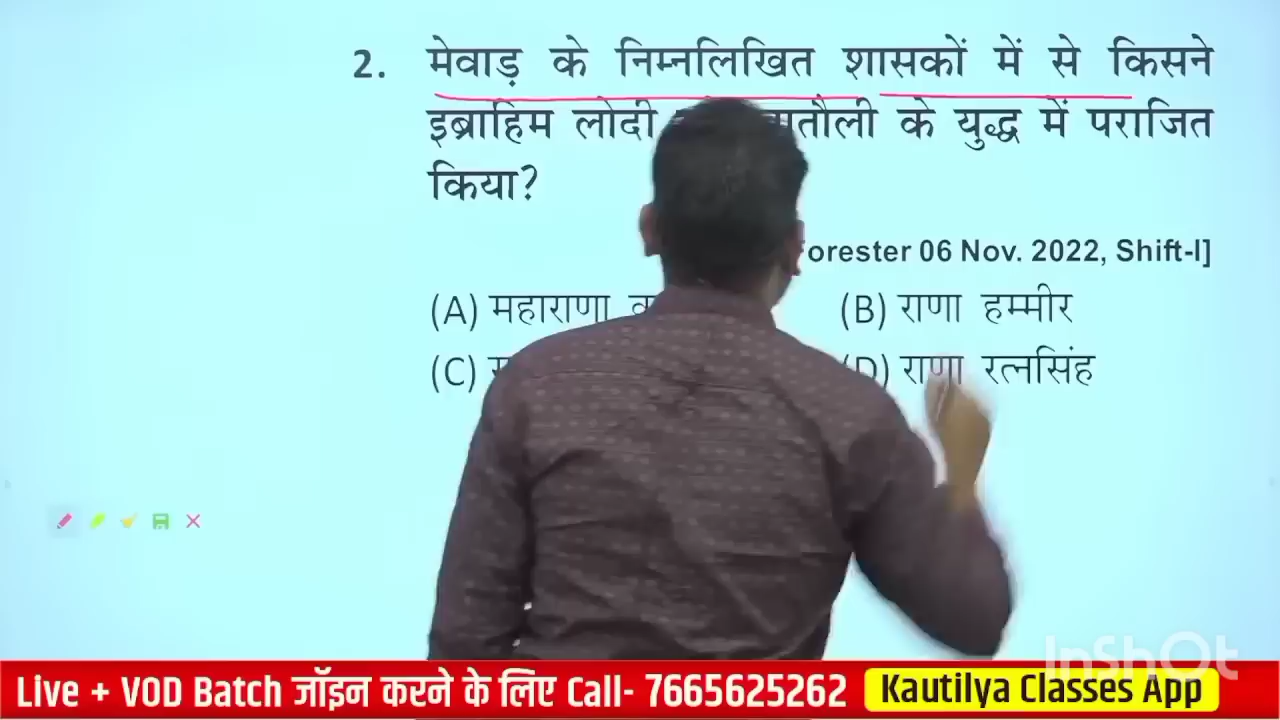 2. मेवाड़ के निम्नलिखित शासकों में से किसने
इब्राहिम लोदी के युद्ध में पराजित
किया?
06 Nov. 2022, Shift-I]
(A) महाराणा (B) राणा हम्मीर
(C) (D) राणा रत्नसिंह
Live + VOD Batch जॉइन करने के लिए Call- 7665625262 Kautilya Classes App
InShOt